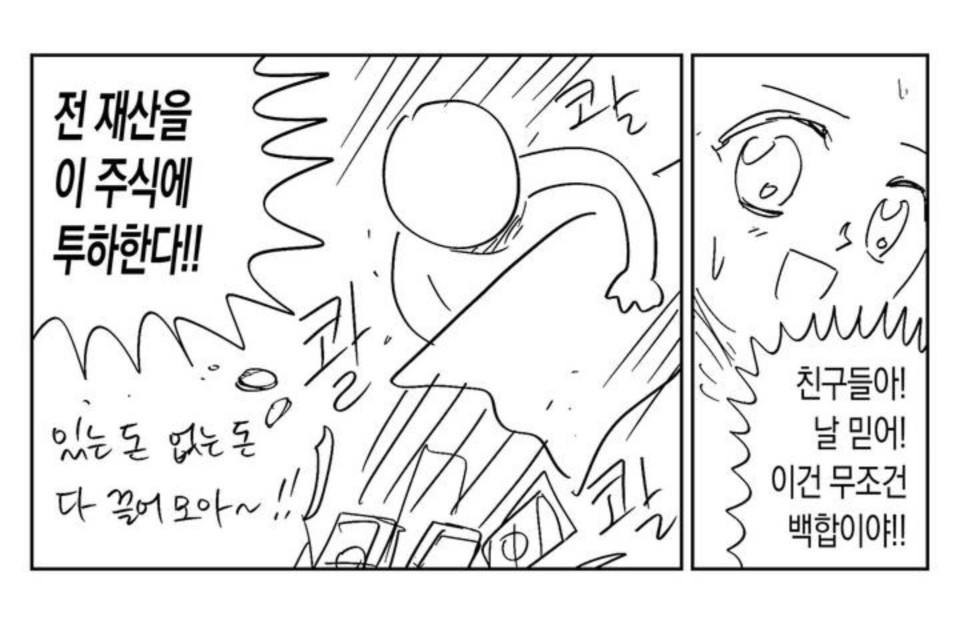 전 재산을
이 주식에
투하한다!!
콸
콸
콸
있는 돈 없는 돈
다 끌어모아~!!
친구들아!
날 믿어!
이건 무조건
백합이야!!